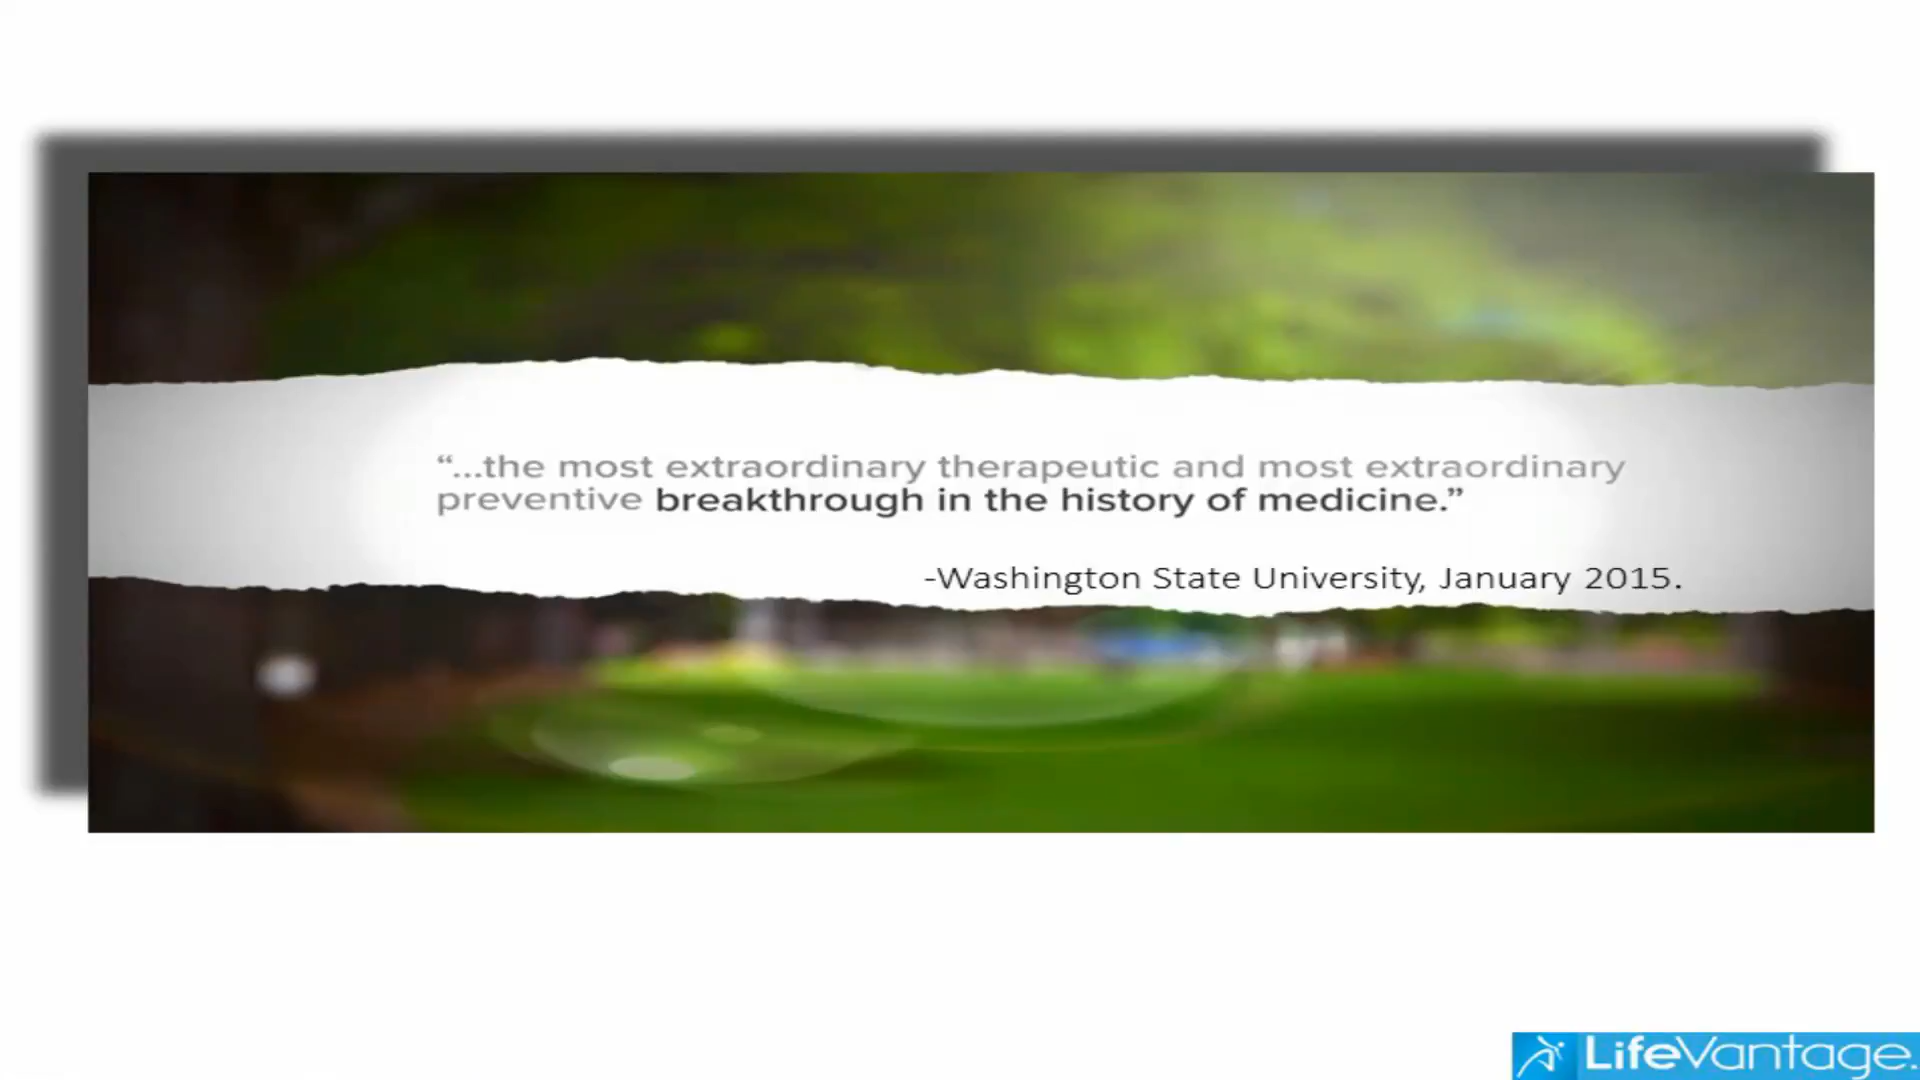 “...the most extraordinary therapeutic and most extraordinary
preventive breakthrough in the history of medicine.”
-Washington State University, January 2015.
LifeVantage.